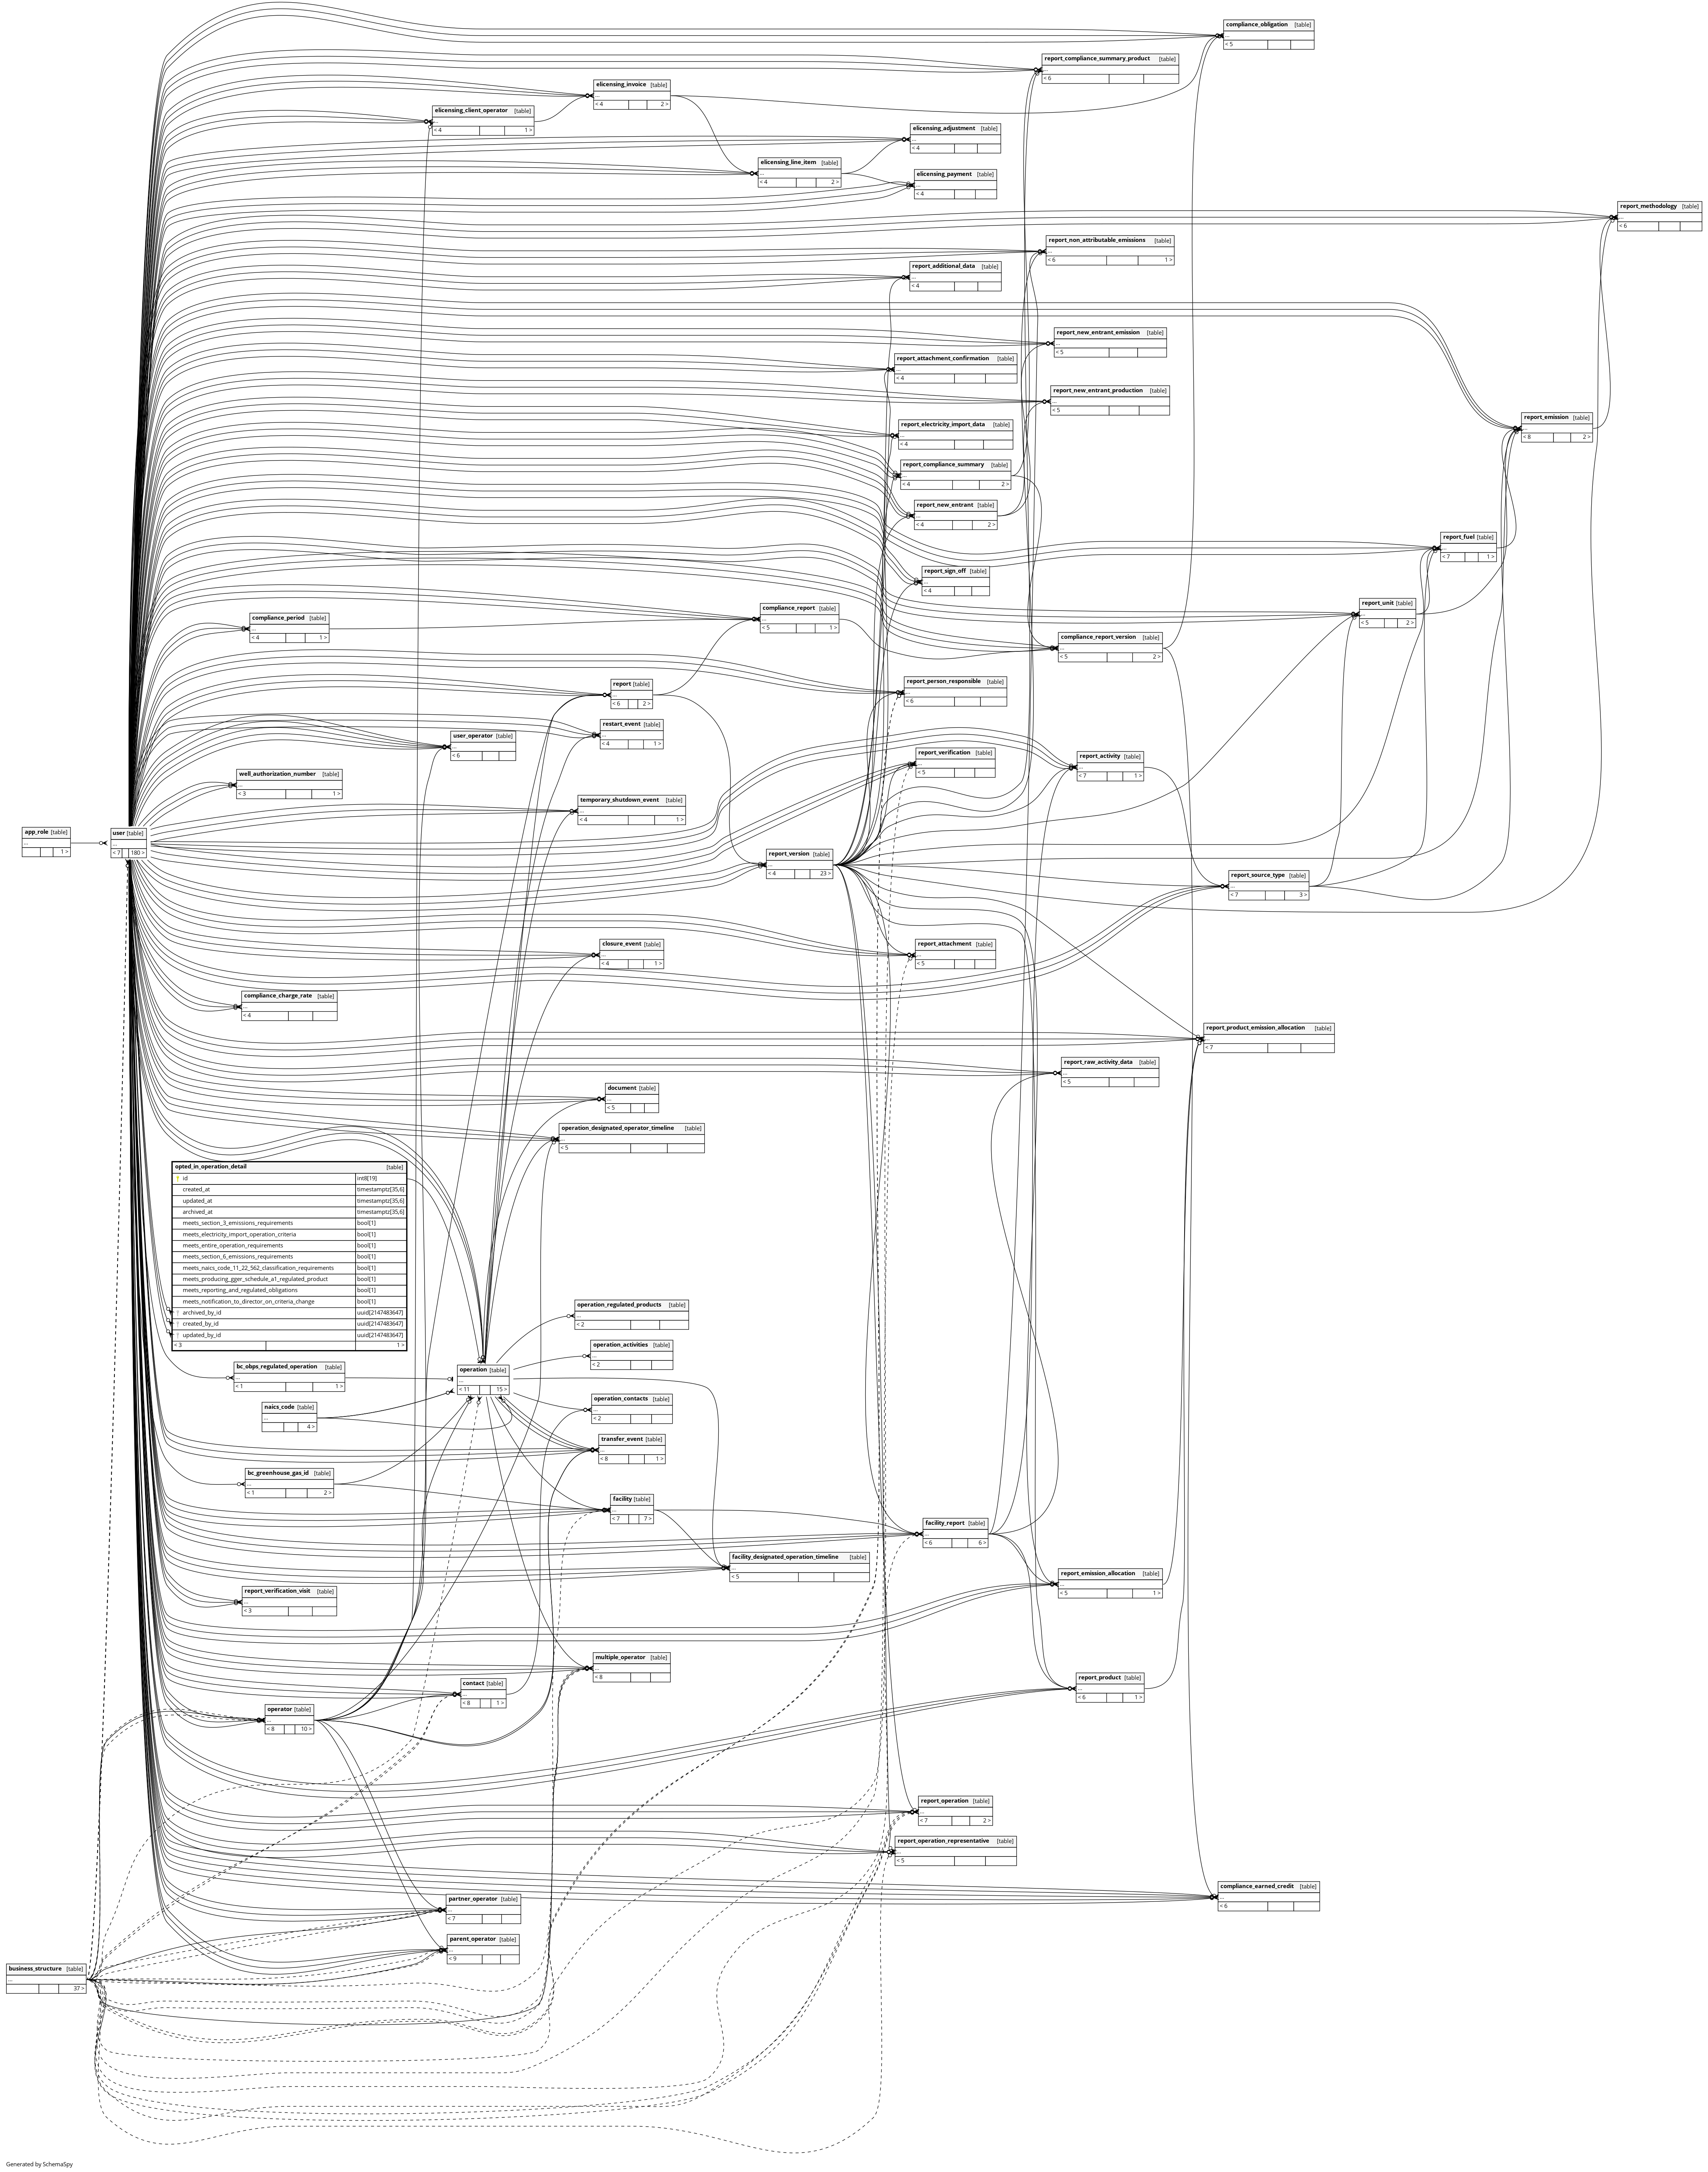 compliance_obligation [table]
...
< 5
report_compliance_summary_product [table]
...
< 6
elicensing_invoice [table]
...
< 4 2 >
elicensing_client_operator [table]
...
< 4 1 >
elicensing_adjustment [table]
...
< 4
elicensing_line_item [table]
...
< 4 2 >
elicensing_payment [table]
...
< 4
report_methodology [table]
...
< 6
report_non_attributable_emissions [table]
...
< 6 1 >
report_additional_data [table]
...
< 4
report_new_entrant_emission [table]
...
< 5
report_attachment_confirmation [table]
...
< 4
report_new_entrant_production [table]
...
< 5
report_emission [table]
...
< 8 2 >
report_electricity_import_data [table]
...
< 4
report_compliance_summary [table]
...
< 4 2 >
report_new_entrant [table]
...
< 4 2 >
report_fuel [table]
...
< 7 1 >
report_sign_off [table]
...
< 4
report_unit [table]
...
< 5 2 >
compliance_report [table]
...
< 5 1 >
compliance_period [table]
...
< 4 1 >
compliance_report_version [table]
...
< 5 2 >
report_person_responsible [table]
...
< 6
report [table]
...
< 6 2 >
restart_event [table]
...
< 4 1 >
user_operator [table]
...
< 6
report_verification [table]
...
< 5
report_activity [table]
...
< 7 1 >
well_authorization_number [table]
...
< 3 1 >
temporary_shutdown_event [table]
...
< 4 1 >
app_role [table]
...
1 >
user [table]
...
< 7 180 >
report_version [table]
...
< 4 23 >
report_source_type [table]
...
< 7 3 >
closure_event [table]
...
< 4 1 >
report_attachment [table]
...
< 5
compliance_charge_rate [table]
...
< 4
report_product_emission_allocation [table]
...
< 7
report_raw_activity_data [table]
...
< 5
document [table]
...
< 5
operation_designated_operator_timeline [table]
...
< 5
opted_in_operation_detail [table]
id int8[19]
created_at timestamptz[35,6]
updated_at timestamptz[35,6]
archived_at timestamptz[35,6]
meets_section_3_emissions_requirements bool[1]
meets_electricity_import_operation_criteria bool[1]
meets_entire_operation_requirements bool[1]
meets_section_6_emissions_requirements bool[1]
meets_naics_code_11_22_562_classification_requirements bool[1]
meets_producing_gger_schedule_a1_regulated_product bool[1]
meets_reporting_and_regulated_obligations bool[1]
meets_notification_to_director_on_criteria_change bool[1]
archived_by_id uuid[2147483647]
created_by_id uuid[2147483647]
updated_by_id uuid[2147483647]
< 3 1 >
operation_regulated_products [table]
...
< 2
operation_activities [table]
...
< 2
bc_obps_regulated_operation [table]
...
< 1 1 >
operation [table]
...
< 11 15 >
operation_contacts [table]
...
< 2
naics_code [table]
...
4 >
transfer_event [table]
...
< 8 1 >
bc_greenhouse_gas_id [table]
...
< 1 2 >
facility [table]
...
< 7 7 >
facility_report [table]
...
< 6 6 >
facility_designated_operation_timeline [table]
...
< 5
report_emission_allocation [table]
...
< 5 1 >
report_verification_visit [table]
...
< 3
multiple_operator [table]
...
< 8
report_product [table]
...
< 6 1 >
contact [table]
...
< 8 1 >
operator [table]
...
< 8 10 >
report_operation [table]
...
< 7 2 >
report_operation_representative [table]
...
< 5
compliance_earned_credit [table]
...
< 6
partner_operator [table]
...
< 7
parent_operator [table]
...
< 9
business_structure [table]
...
37 >
Generated by SchemaSpy